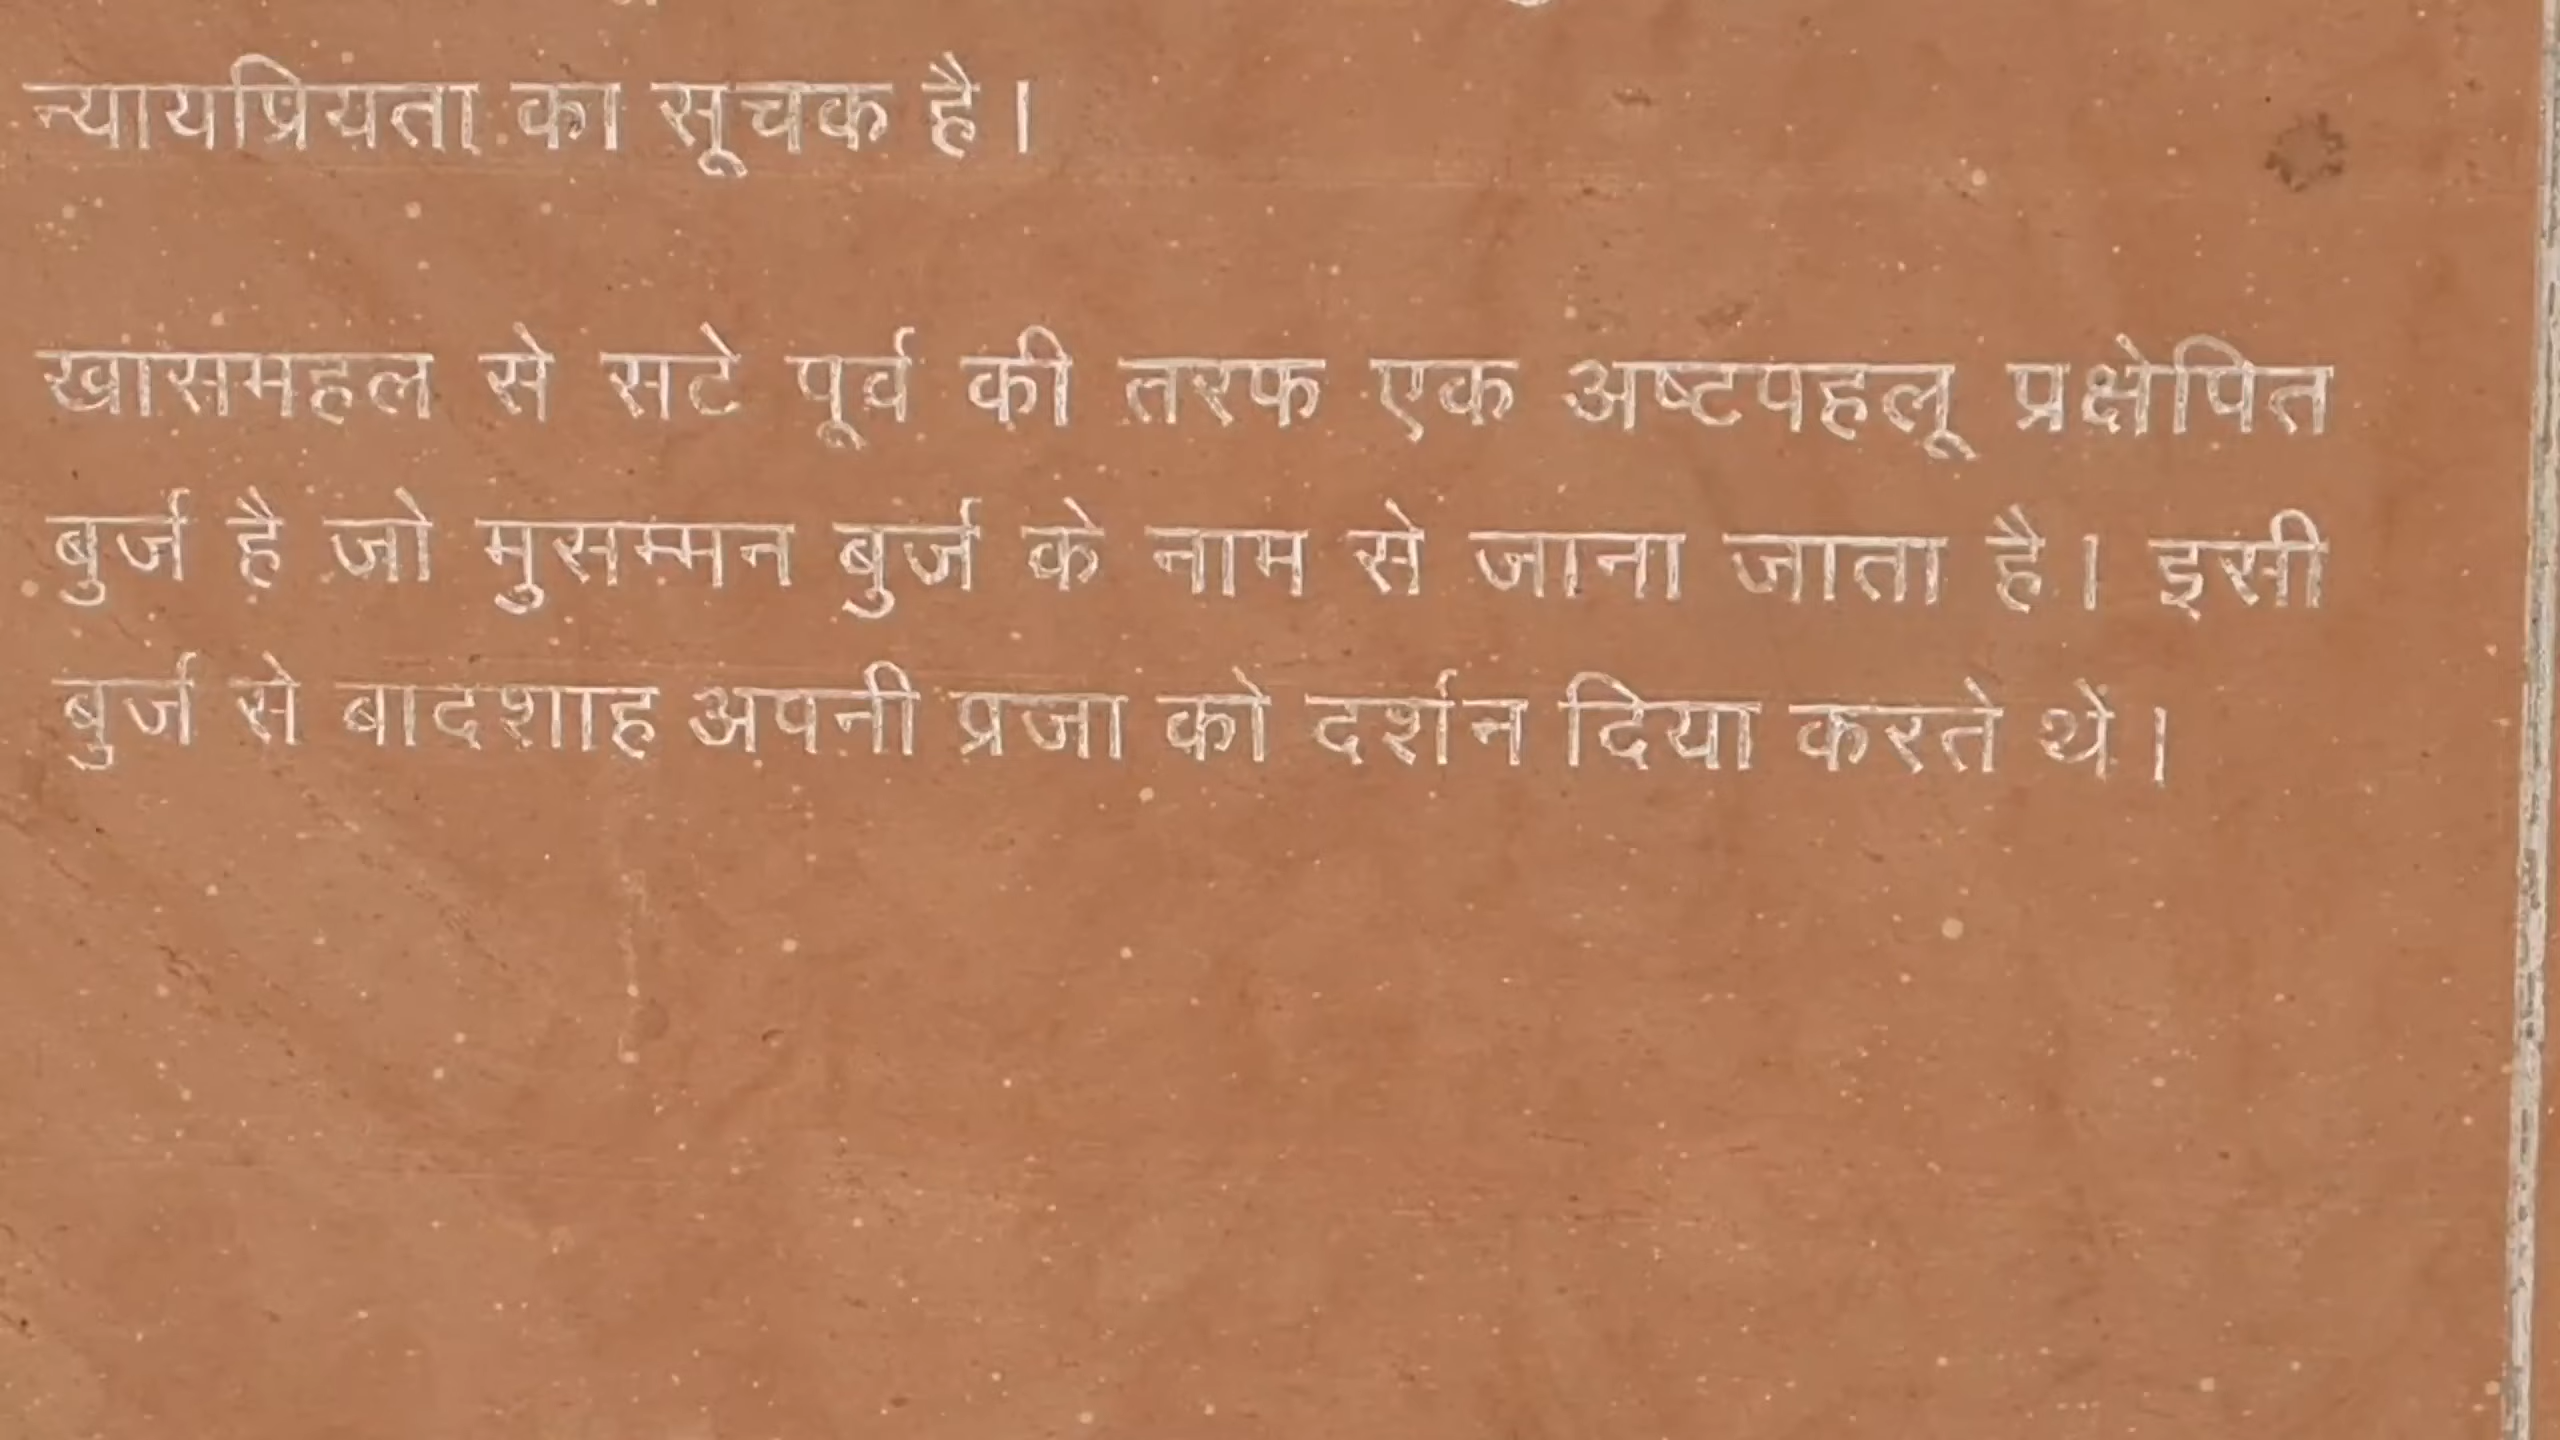 न्यायप्रियता का सूचक है।
खासमहल से सटे पूर्व की तरफ एक अष्टपहलू प्रक्षेपित
बुर्ज है जो मुसम्मन बुर्ज के नाम से जाना जाता है। इसी
बुर्ज से बादशाह अपनी प्रजा को दर्शन दिया करते थें।